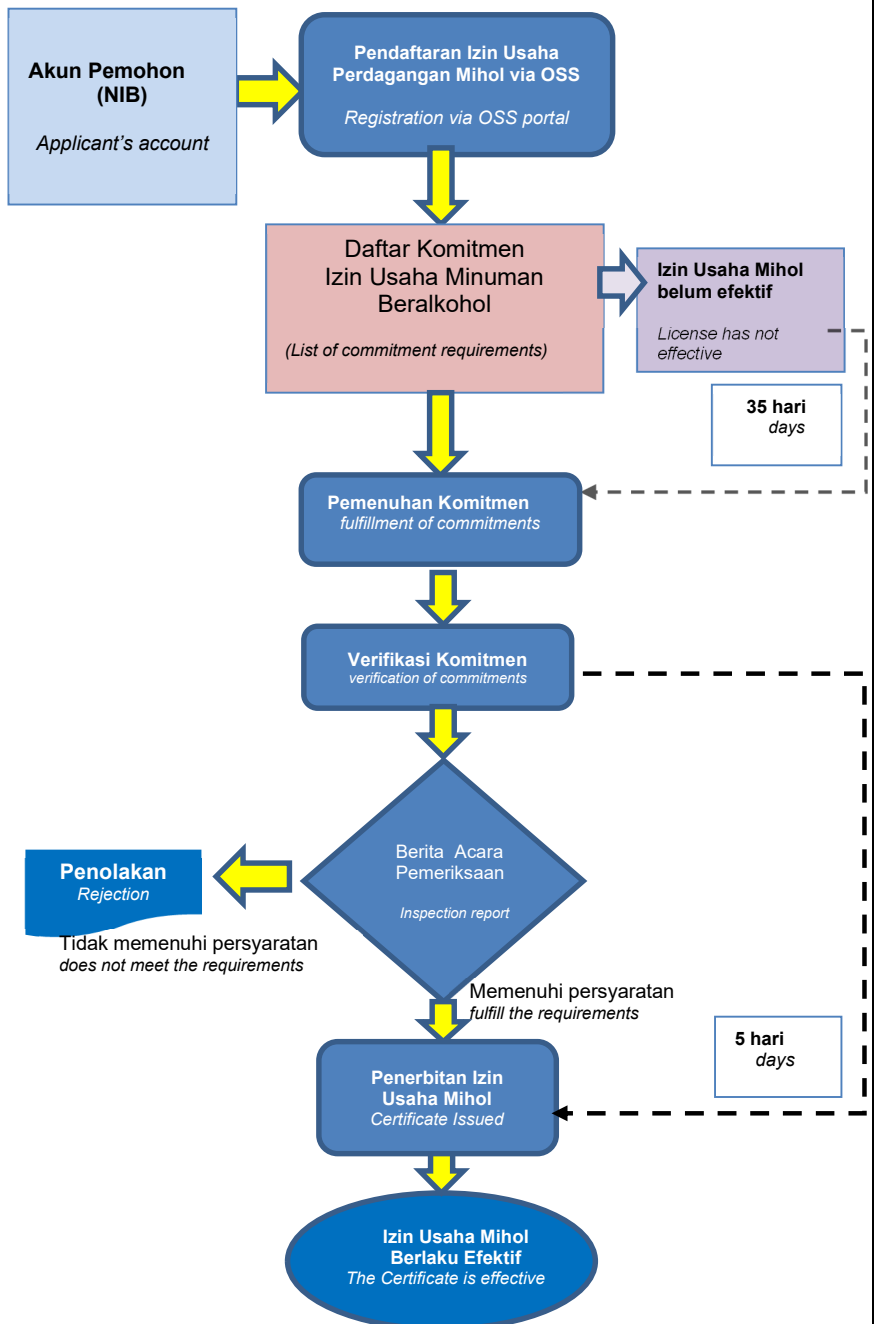 Akun Pemohon
(NIB)
Applicant's account
Pendaftaran Izin Usaha
Perdagangan Mihol via OSS
Registration via OSS portal
Daftar Komitmen
Izin Usaha Minuman
Beralkohol
(List of commitment requirements)
Izin Usaha Mihol
belum efektif
License has not
effective
35 hari
days
Pemenuhan Komitmen
fulfillment of commitments
Verifikasi Komitmen
verification of commitments
Berita Acara
Pemeriksaan
Inspection report
Penolakan
Rejection
Tidak memenuhi persyaratan
does not meet the requirements
Memenuhi persyaratan
fulfill the requirements
5 hari
days
Penerbitan Izin
Usaha Mihol
Certificate Issued
Izin Usaha Mihol
Berlaku Efektif
The Certificate is effective